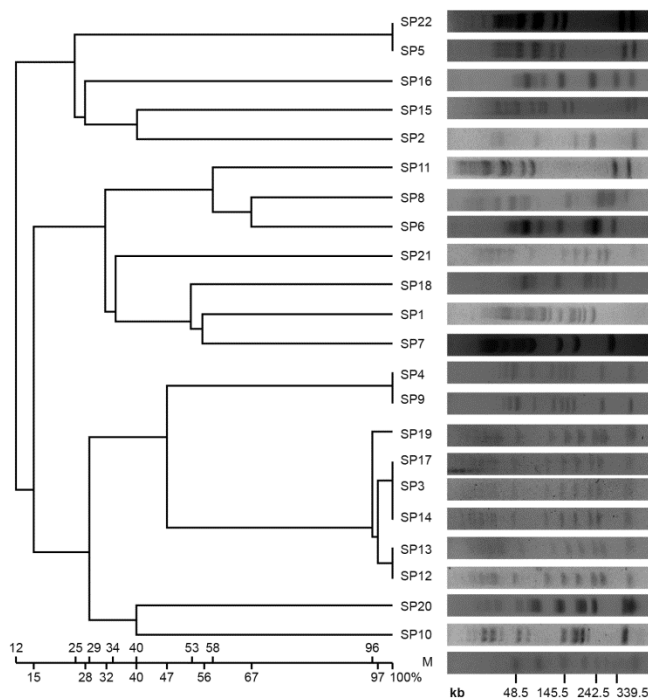 SP22
SP5
SP16
SP15
SP2
SP11
SP8
SP6
SP21
SP18
SP1
SP7
SP4
SP9
SP19
SP17
SP3
SP14
SP13
SP12
SP20
SP10
12 25 29 34 40 53 58 96
M
15 28 32 40 47 56 67 97 100%
kb 48.5 145.5 242.5 339.5